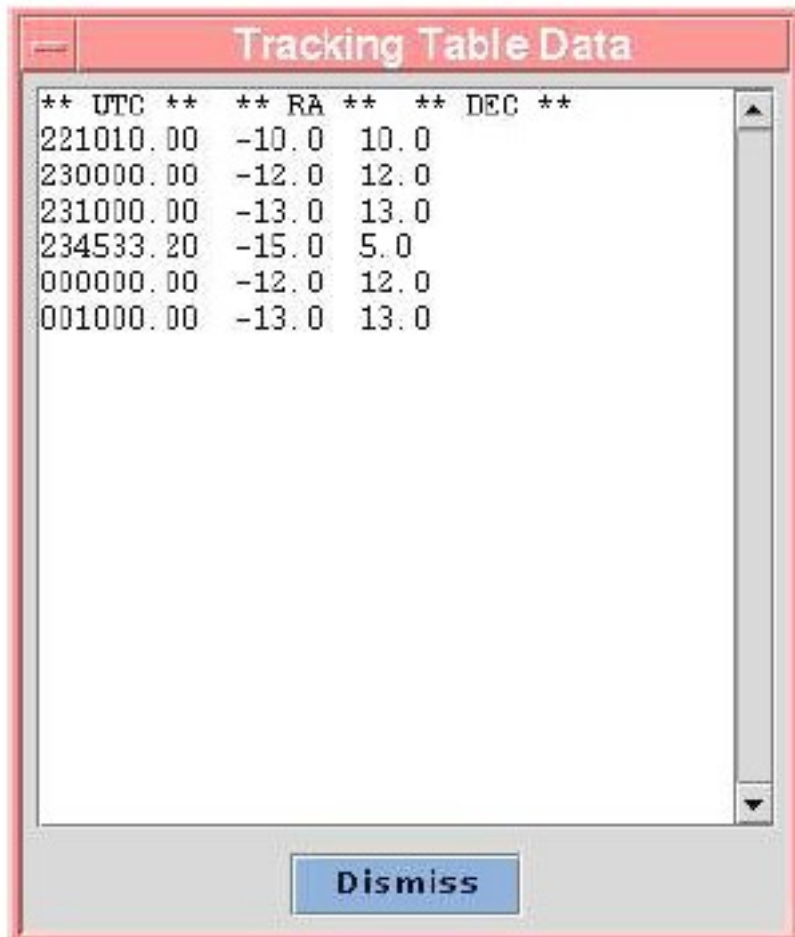 Tracking Table Data
** UTC ** ** RA ** ** DEC **
221010.00 -10.0 10.0
230000.00 -12.0 12.0
231000.00 -13.0 13.0
234533.20 -15.0 5.0
000000.00 -12.0 12.0
001000.00 -13.0 13.0
Dismiss